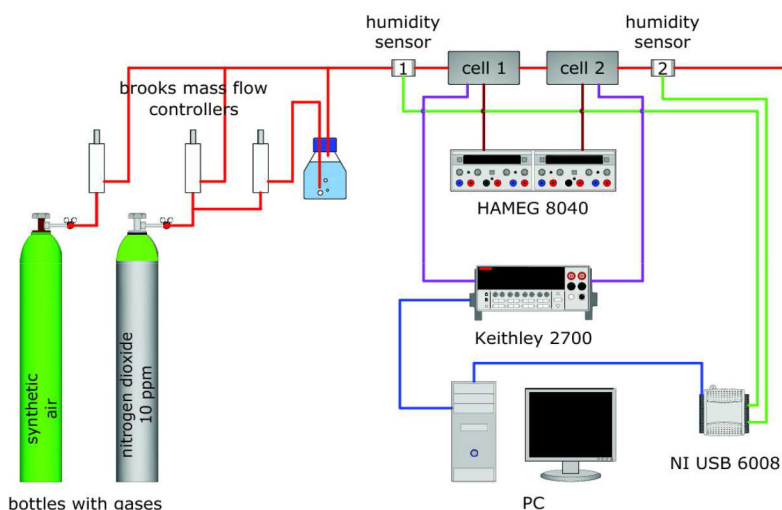 humidity
sensor
humidity
sensor
1
cell 1
cell 2
2
brooks mass flow
controllers
HAMEG 8040
Keithley 2700
synthetic
air
nitrogen dioxide
10 ppm
NI USB 6008
bottles with gases
PC